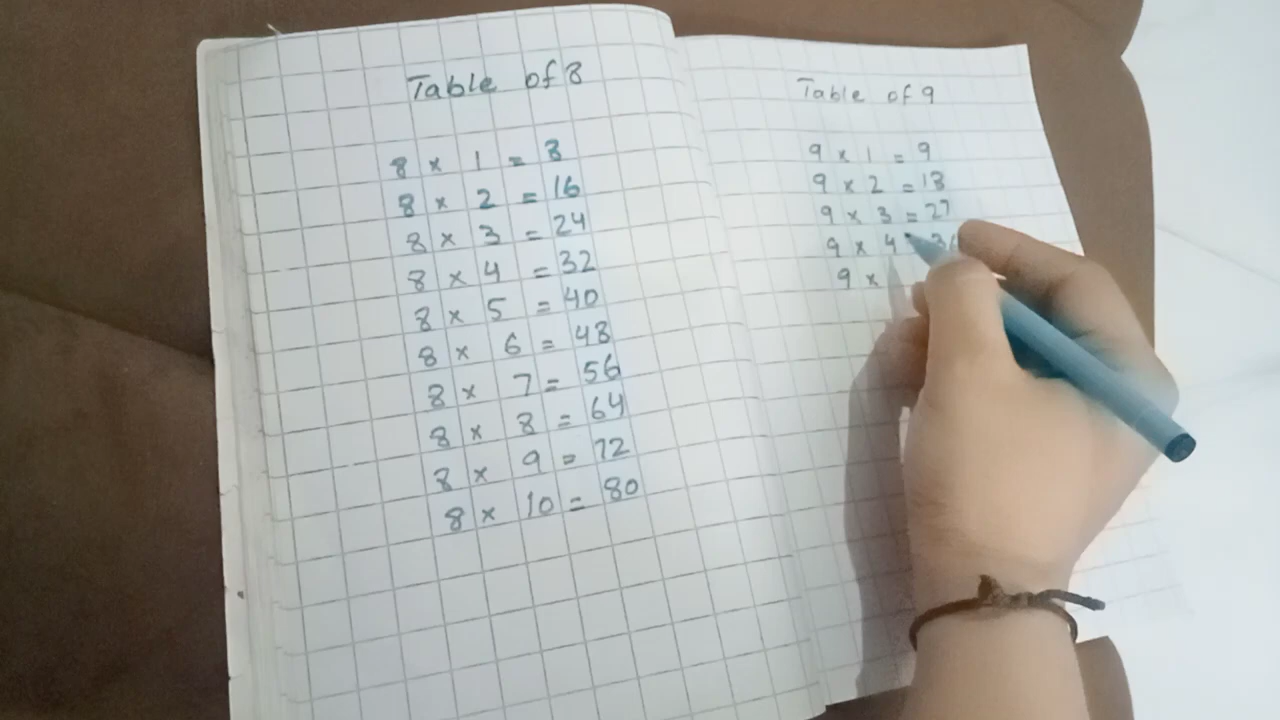 Table of 8
8 × 1 = 8
8 × 2 = 16
8 × 3 = 24
8 × 4 = 32
8 × 5 = 40
8 × 6 = 48
8 × 7 = 56
8 × 8 = 64
8 × 9 = 72
8 × 10 = 80
Table of 9
9 × 1 = 9
9 × 2 = 18
9 × 3 = 27
9 × 4
9 ×